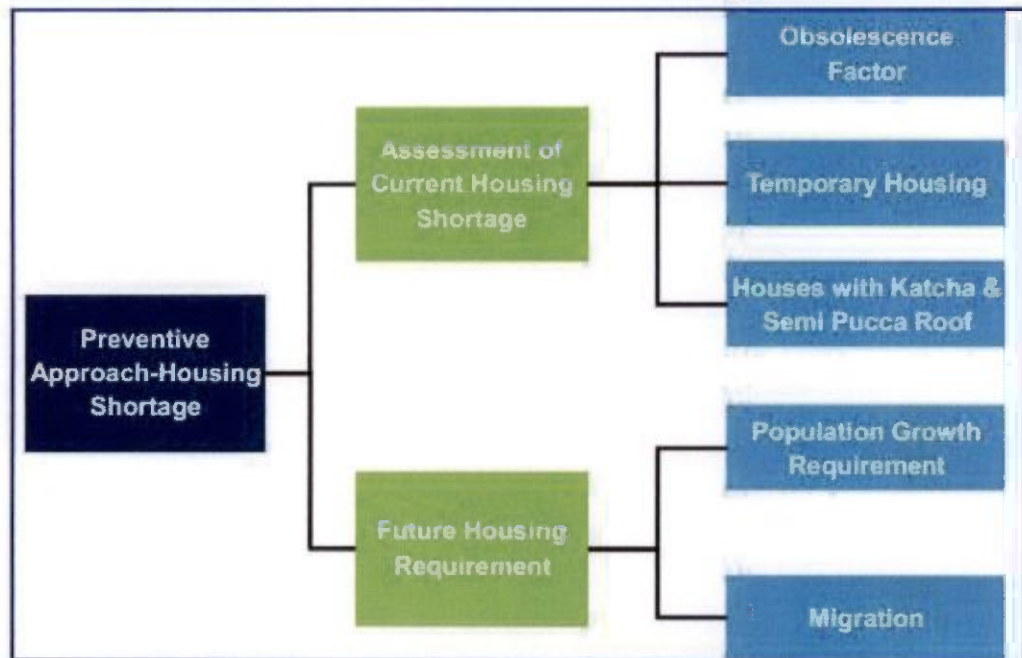 Obsolescence
Factor
Assessment of
Current Housing
Shortage
Temporary Housing
Houses with Katcha &
Semi Pucca Roof
Preventive
Approach-Housing
Shortage
Population Growth
Requirement
Future Housing
Requirement
Migration